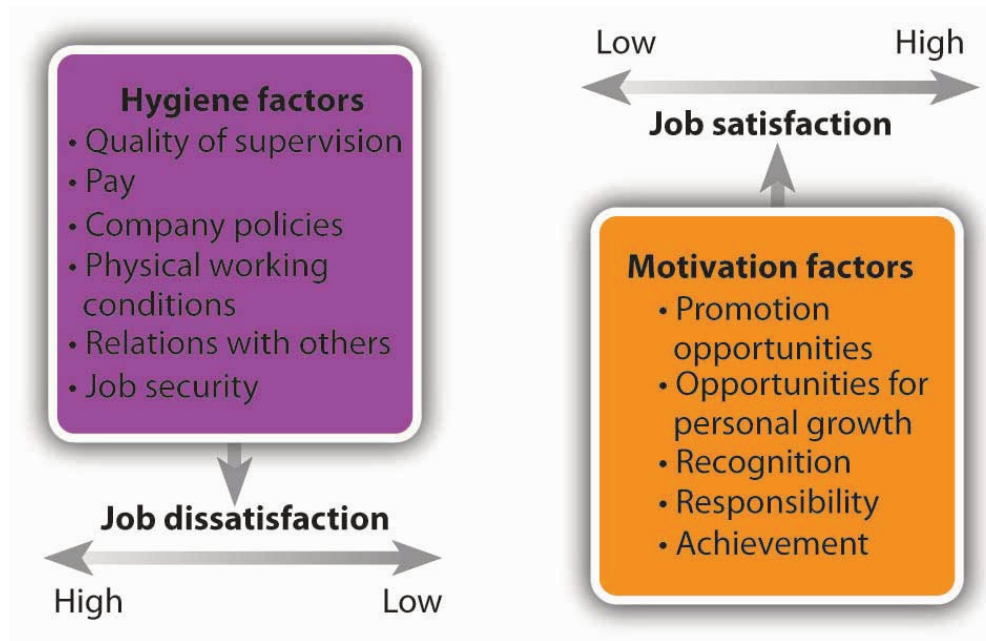 Hygiene factors
• Quality of supervision
• Pay
• Company policies
• Physical working
conditions
• Relations with others
• Job security
Job dissatisfaction
High Low
Low High
Job satisfaction
Motivation factors
• Promotion
opportunities
• Opportunities for
personal growth
• Recognition
• Responsibility
• Achievement